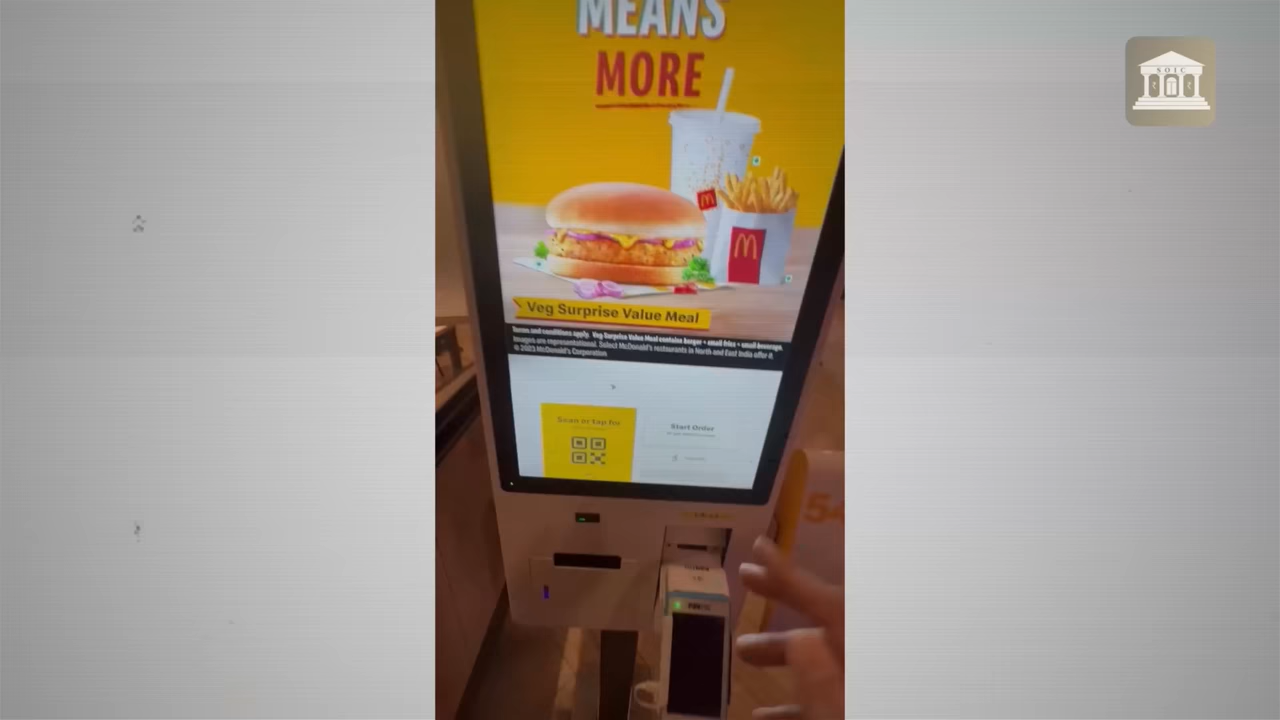 MEANS
MORE
SOIC
Veg Surprise Value Meal
Terms and conditions apply. Veg Surprise Value Meal contains burger + small fries + small beverage.
Images are representational. Select McDonald's restaurants in North and East India offer it.
© 2023 McDonald's Corporation
Scan or tap for
Start Order
54